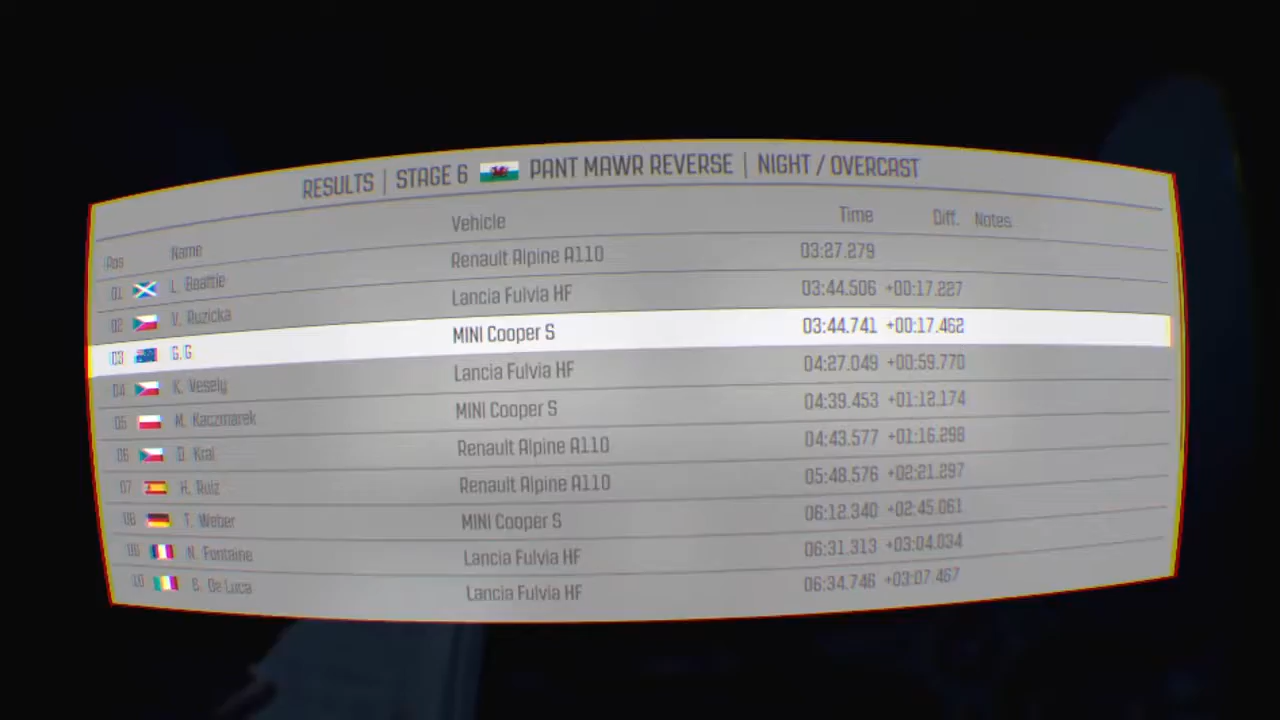 RESULTS | STAGE 6 PANT MAWR REVERSE | NIGHT / OVERCAST
Pos Name Vehicle Time Diff. Notes
01 L. Beattie Renault Alpine A110 03:27.279
02 V. Ruzicka Lancia Fulvia HF 03:44.506 +00:17.227
03 G.G MINI Cooper S 03:44.741 +00:17.462
04 K. Vesely Lancia Fulvia HF 04:27.049 +00:59.770
05 M. Kaczmarek MINI Cooper S 04:39.453 +01:12.174
06 D. Kral Renault Alpine A110 04:43.577 +01:16.298
07 H. Ruiz Renault Alpine A110 05:48.576 +02:21.297
08 T. Weber MINI Cooper S 06:12.340 +02:45.061
09 N. Fontaine Lancia Fulvia HF 06:31.313 +03:04.034
10 B. De Luca Lancia Fulvia HF 06:34.746 +03:07.467